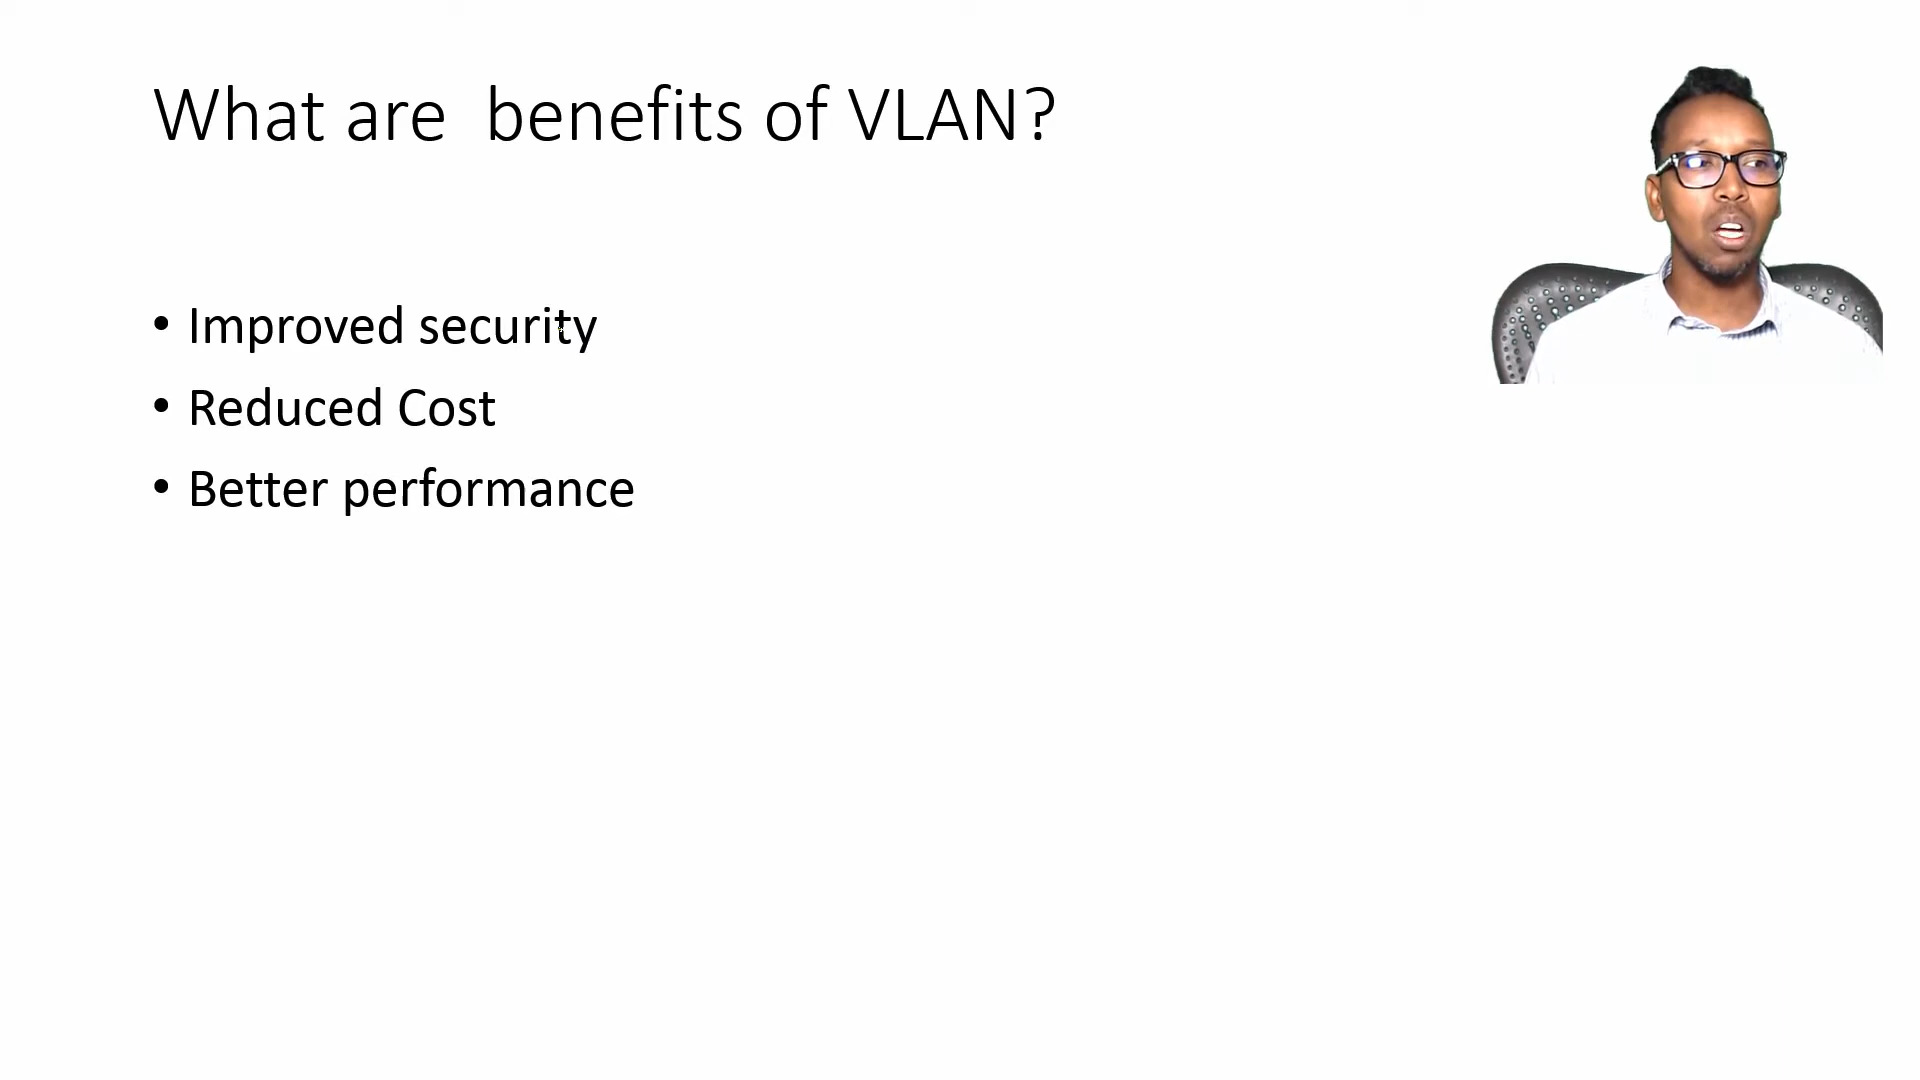 What are  benefits of VLAN?
• Improved security
• Reduced Cost
• Better performance